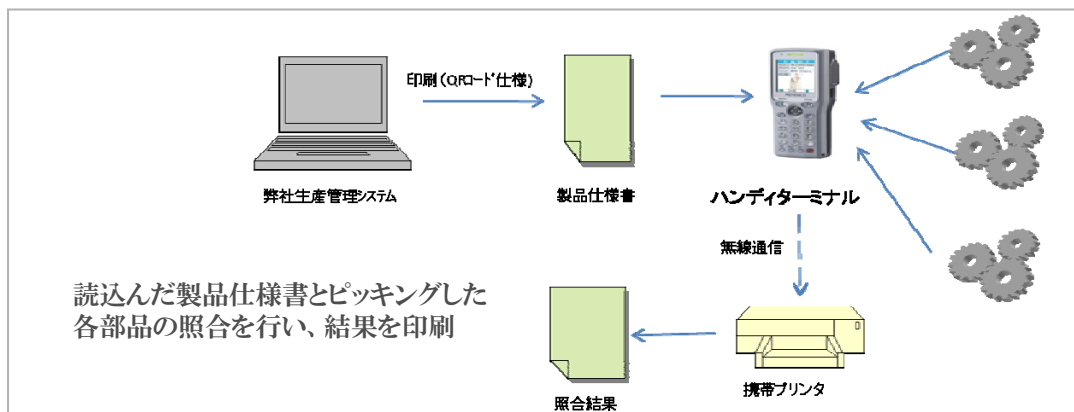 印刷(QRコード仕様)
弊社生産管理システム
製品仕様書
ハンディターミナル
無線通信
読込んだ製品仕様書とピッキングした
各部品の照合を行い、結果を印刷
照合結果
携帯プリンタ